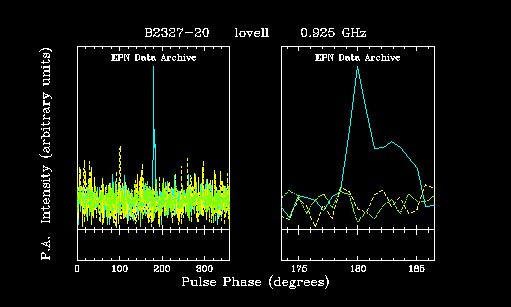 B2327-20 lovell 0.925 GHz
EPN Data Archive EPN Data Archive
P.A. Intensity (arbitrary units)
0 100 200 300 175 180 185
Pulse Phase (degrees)